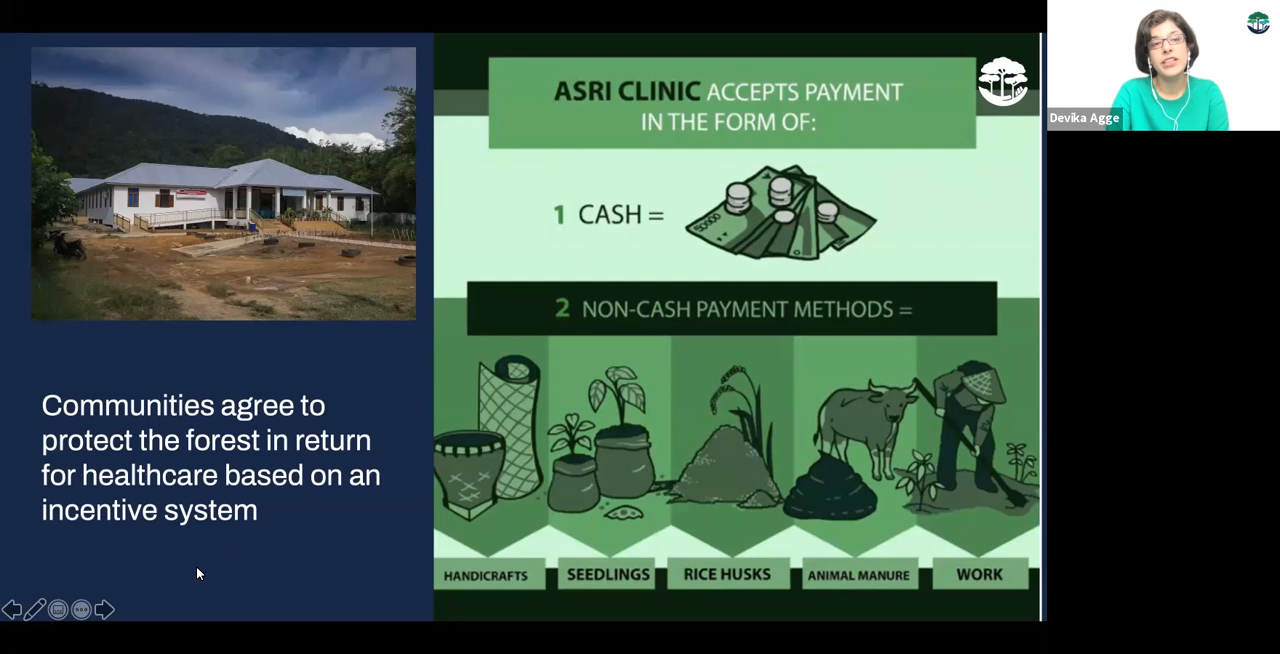 Communities agree to
protect the forest in return
for healthcare based on an
incentive system
ASRI CLINIC ACCEPTS PAYMENT
IN THE FORM OF:
1 CASH =
50000
2 NON-CASH PAYMENT METHODS =
HANDICRAFTS
SEEDLINGS
RICE HUSKS
ANIMAL MANURE
WORK
Devika Agge